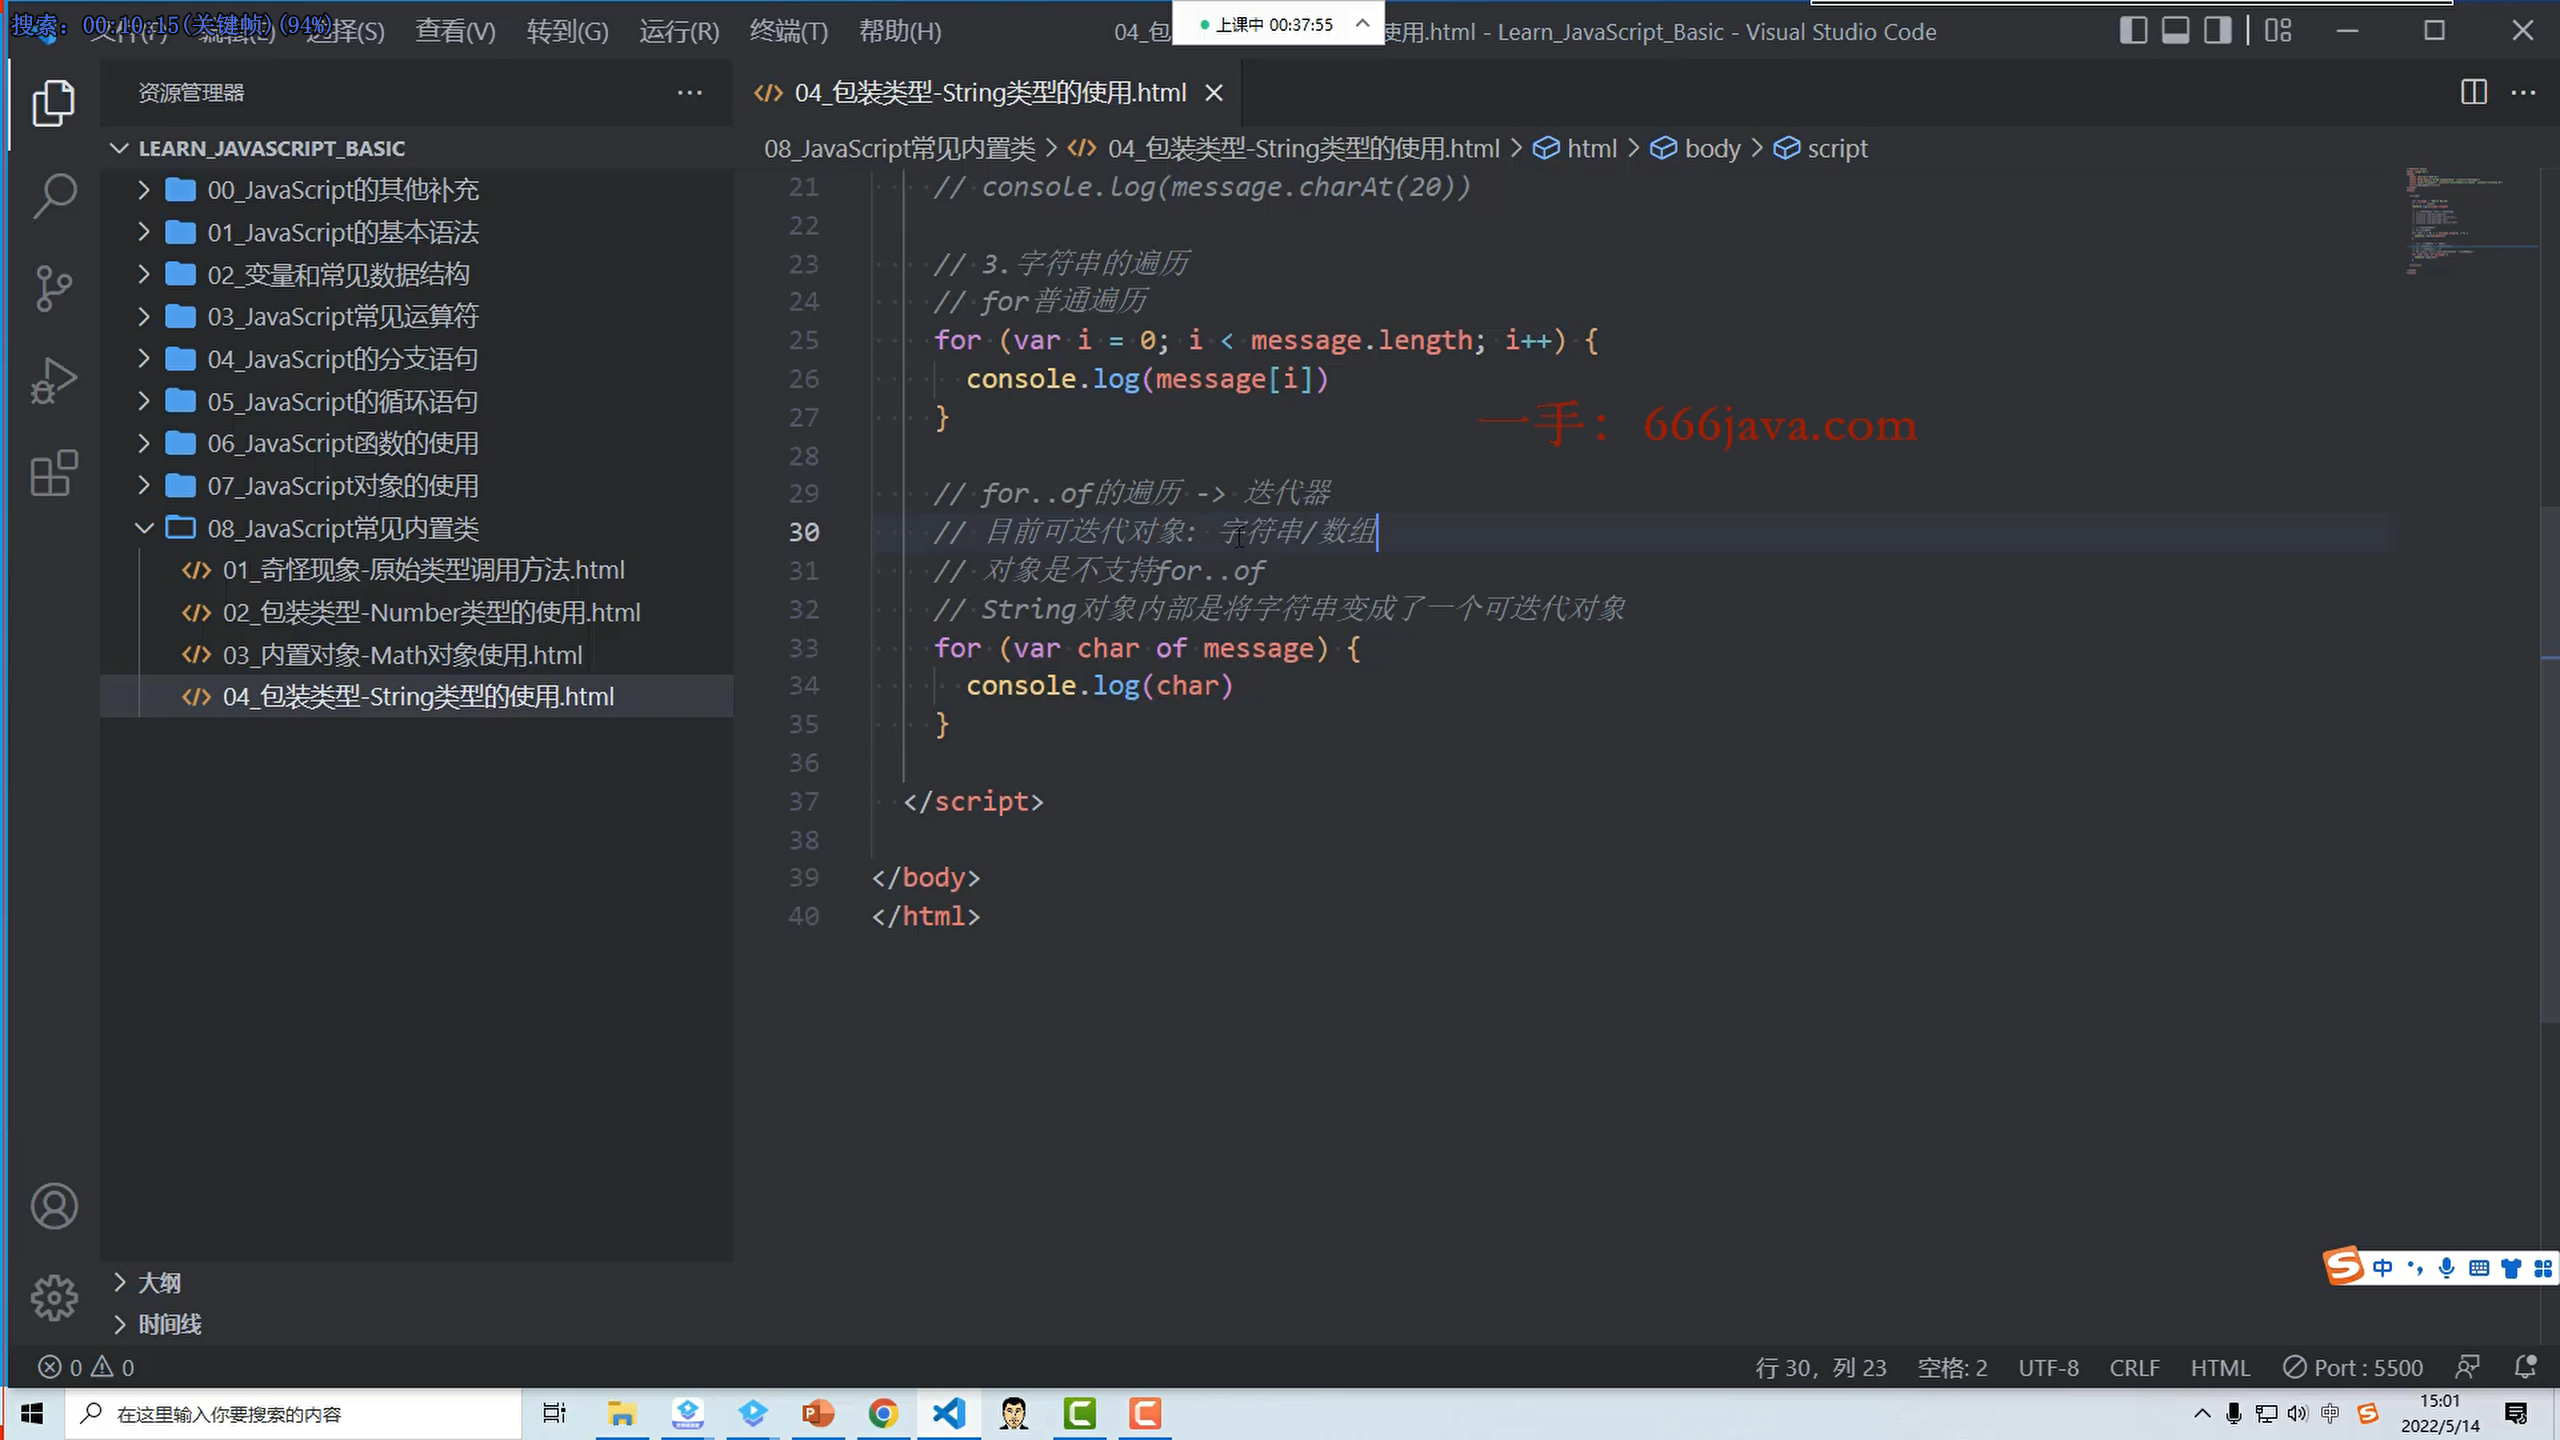 搜索: 00:10:15(关键帧)(94%)
选择(S) 查看(V) 转到(G) 运行(R) 终端(T) 帮助(H)
上课中 00:37:55
04_包 使用.html - Learn_JavaScript_Basic - Visual Studio Code
资源管理器
LEARN_JAVASCRIPT_BASIC
00_JavaScript的其他补充
01_JavaScript的基本语法
02_变量和常见数据结构
03_JavaScript常见运算符
04_JavaScript的分支语句
05_JavaScript的循环语句
06_JavaScript函数的使用
07_JavaScript对象的使用
08_JavaScript常见内置类
01_奇怪现象-原始类型调用方法.html
02_包装类型-Number类型的使用.html
03_内置对象-Math对象使用.html
04_包装类型-String类型的使用.html
大纲
时间线
04_包装类型-String类型的使用.html
08_JavaScript常见内置类 > 04_包装类型-String类型的使用.html > html > body > script
21 // console.log(message.charAt(20))
22
23 // 3.字符串的遍历
24 // for普通遍历
25 for (var i = 0; i < message.length; i++) {
26 console.log(message[i])
27 }
28
29 // for..of的遍历 -> 迭代器
30 // 目前可迭代对象: 字符串/数组
31 // 对象是不支持for..of
32 // String对象内部是将字符串变成了一个可迭代对象
33 for (var char of message) {
34 console.log(char)
35 }
36
37 </script>
38
39 </body>
40 </html>
一手: 666java.com
中
0 0
行 30，列 23 空格: 2 UTF-8 CRLF HTML Port : 5500
在这里输入你要搜索的内容
中
15:01
2022/5/14